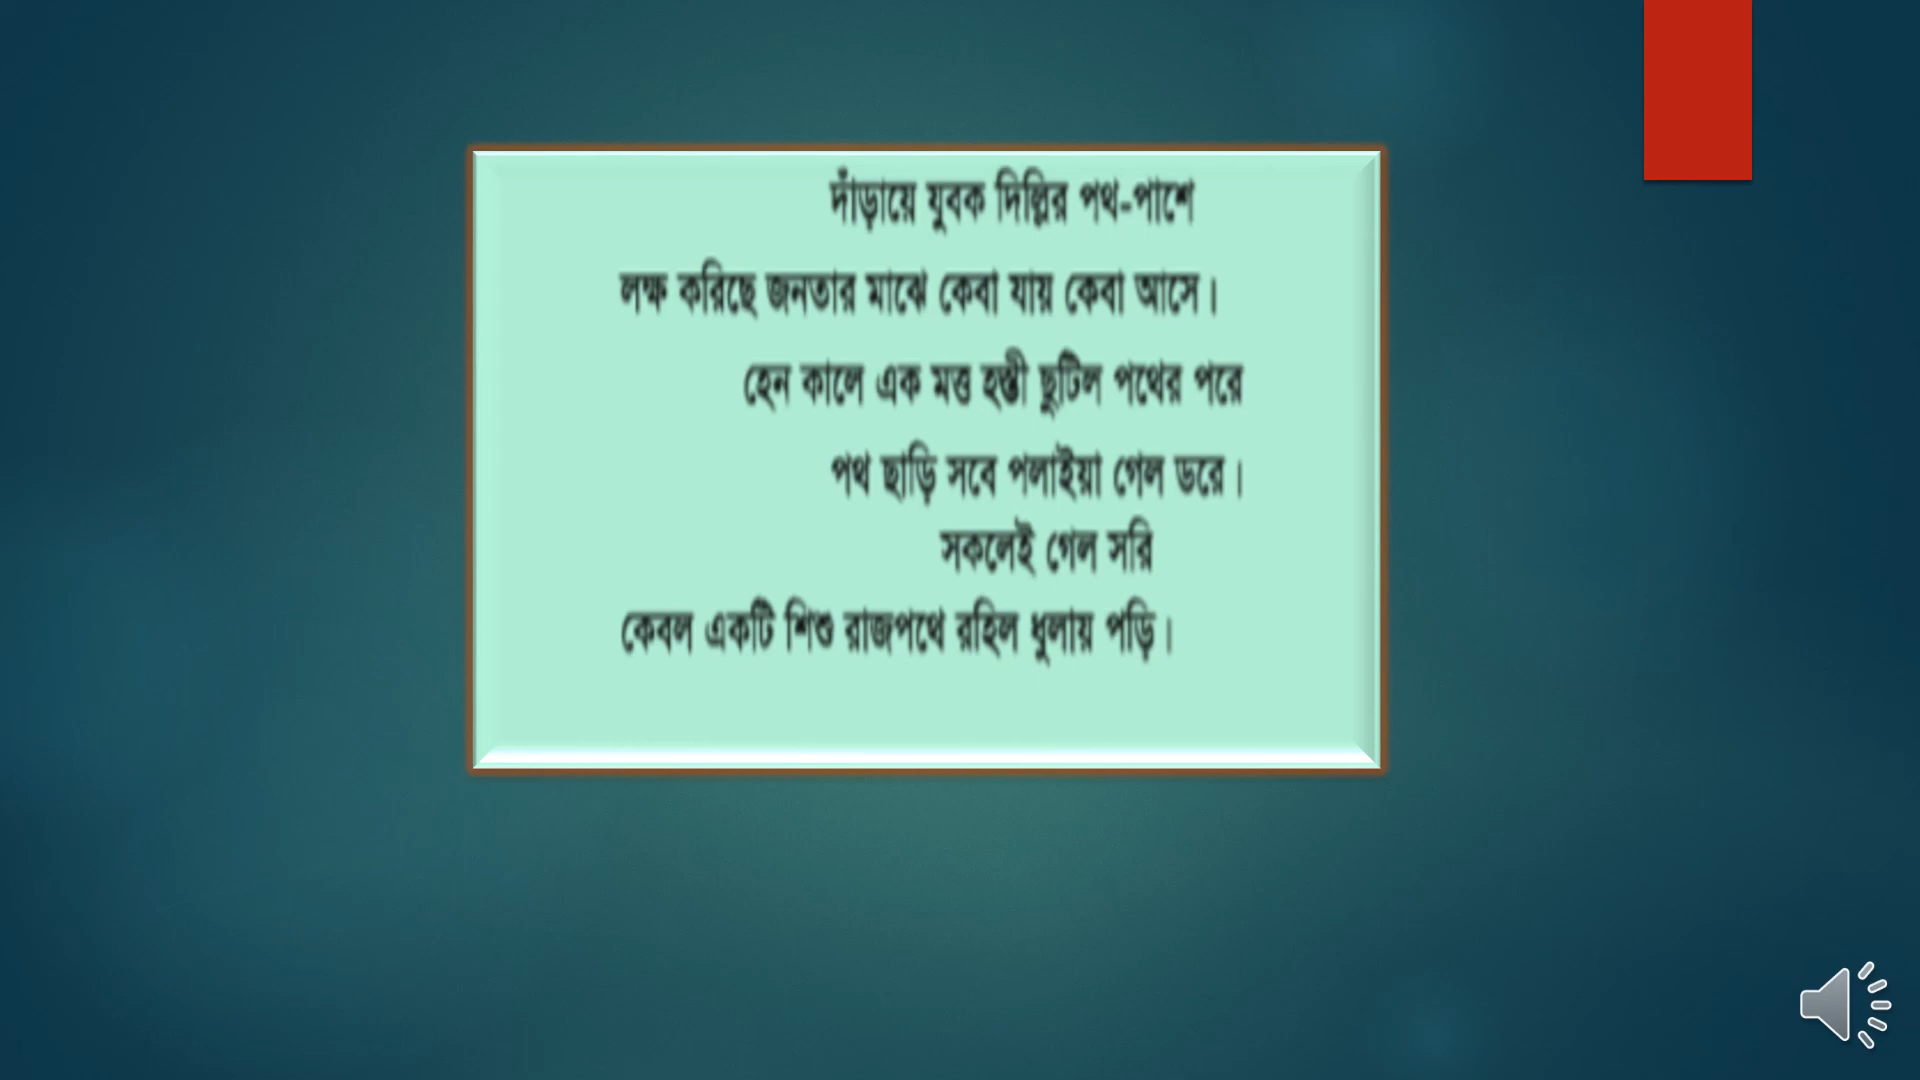 দাঁড়ায়ে যুবক দিল্লির পথ-পাশে
লক্ষ করিছে জনতার মাঝে কেবা যায় কেবা আসে।
হেন কালে এক মত্ত হস্তী ছুটিল পথের পরে
পথ ছাড়ি সবে পলাইয়া গেল ডরে।
সকলেই গেল সরি
কেবল একটি শিশু রাজপথে রহিল ধুলায় পড়ি।